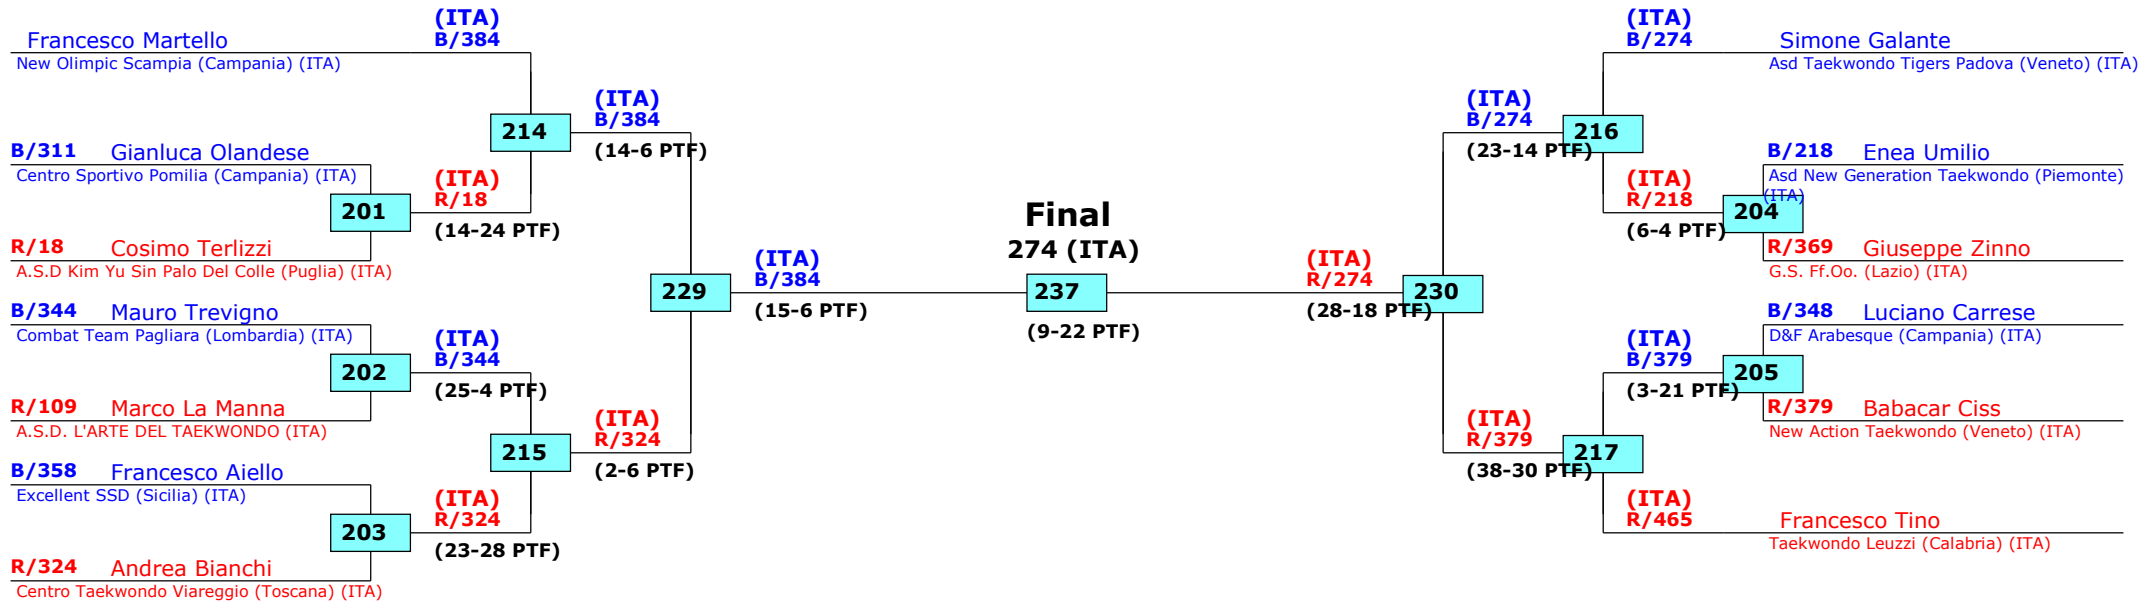 (ITA)
B/384
Francesco Martello
New Olimpic Scampia (Campania) (ITA)
B/311 Gianluca Olandese
Centro Sportivo Pomilia (Campania) (ITA)
201
R/18 Cosimo Terlizzi
A.S.D Kim Yu Sin Palo Del Colle (Puglia) (ITA)
(ITA)
R/18
(14-24 PTF)
214
(ITA)
B/384
(14-6 PTF)
B/344 Mauro Trevigno
Combat Team Pagliara (Lombardia) (ITA)
202
R/109 Marco La Manna
A.S.D. L'ARTE DEL TAEKWONDO (ITA)
(ITA)
B/344
(25-4 PTF)
B/358 Francesco Aiello
Excellent SSD (Sicilia) (ITA)
203
R/324 Andrea Bianchi
Centro Taekwondo Viareggio (Toscana) (ITA)
(ITA)
R/324
(23-28 PTF)
215
(ITA)
R/324
(2-6 PTF)
229
(ITA)
B/384
(15-6 PTF)
Final
274 (ITA)
237
(9-22 PTF)
(ITA)
R/274
(28-18 PTF)
230
(ITA)
B/274
(23-14 PTF)
216
(ITA)
B/274
Simone Galante
Asd Taekwondo Tigers Padova (Veneto) (ITA)
(ITA)
R/218
(6-4 PTF)
204
B/218 Enea Umilio
Asd New Generation Taekwondo (Piemonte)
(ITA)
R/369 Giuseppe Zinno
G.S. Ff.Oo. (Lazio) (ITA)
(ITA)
R/379
(38-30 PTF)
217
(ITA)
B/379
(3-21 PTF)
205
B/348 Luciano Carrese
D&F Arabesque (Campania) (ITA)
R/379 Babacar Ciss
New Action Taekwondo (Veneto) (ITA)
(ITA)
R/465
Francesco Tino
Taekwondo Leuzzi (Calabria) (ITA)